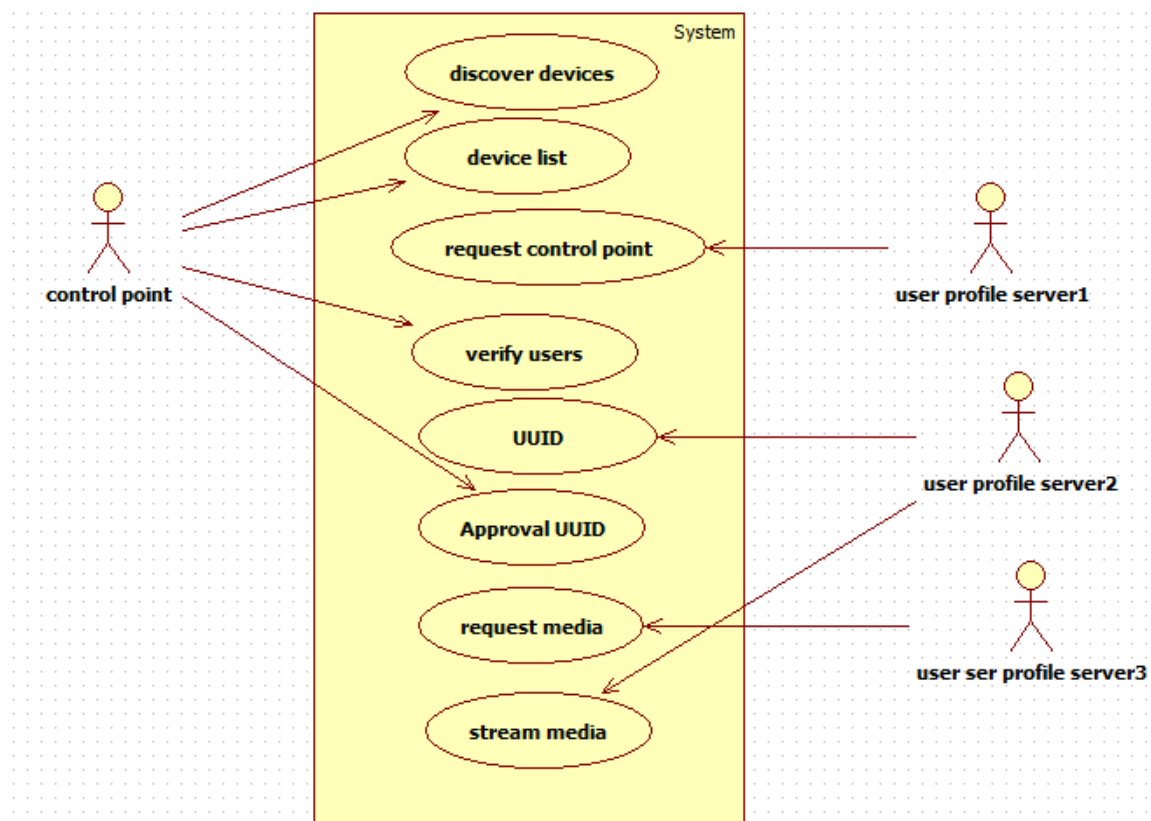 System
discover devices
device list
request control point
control point
user profile server1
verify users
UUID
user profile server2
Approval UUID
request media
user ser profile server3
stream media